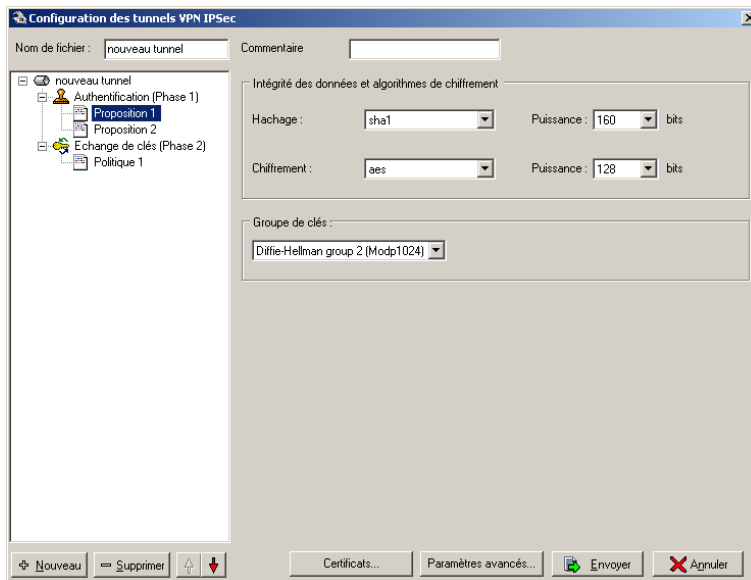 Configuration des tunnels VPN IPSec
Nom de fichier : nouveau tunnel Commentaire
nouveau tunnel
Authentification (Phase 1)
Proposition 1
Proposition 2
Echange de clés (Phase 2)
Politique 1
Intégrité des données et algorithmes de chiffrement
Hachage : sha1 Puissance : 160 bits
Chiffrement : aes Puissance : 128 bits
Groupe de clés :
Diffie-Hellman group 2 (Modp1024)
Nouveau Supprimer Certificats... Paramètres avancés... Envoyer Annuler